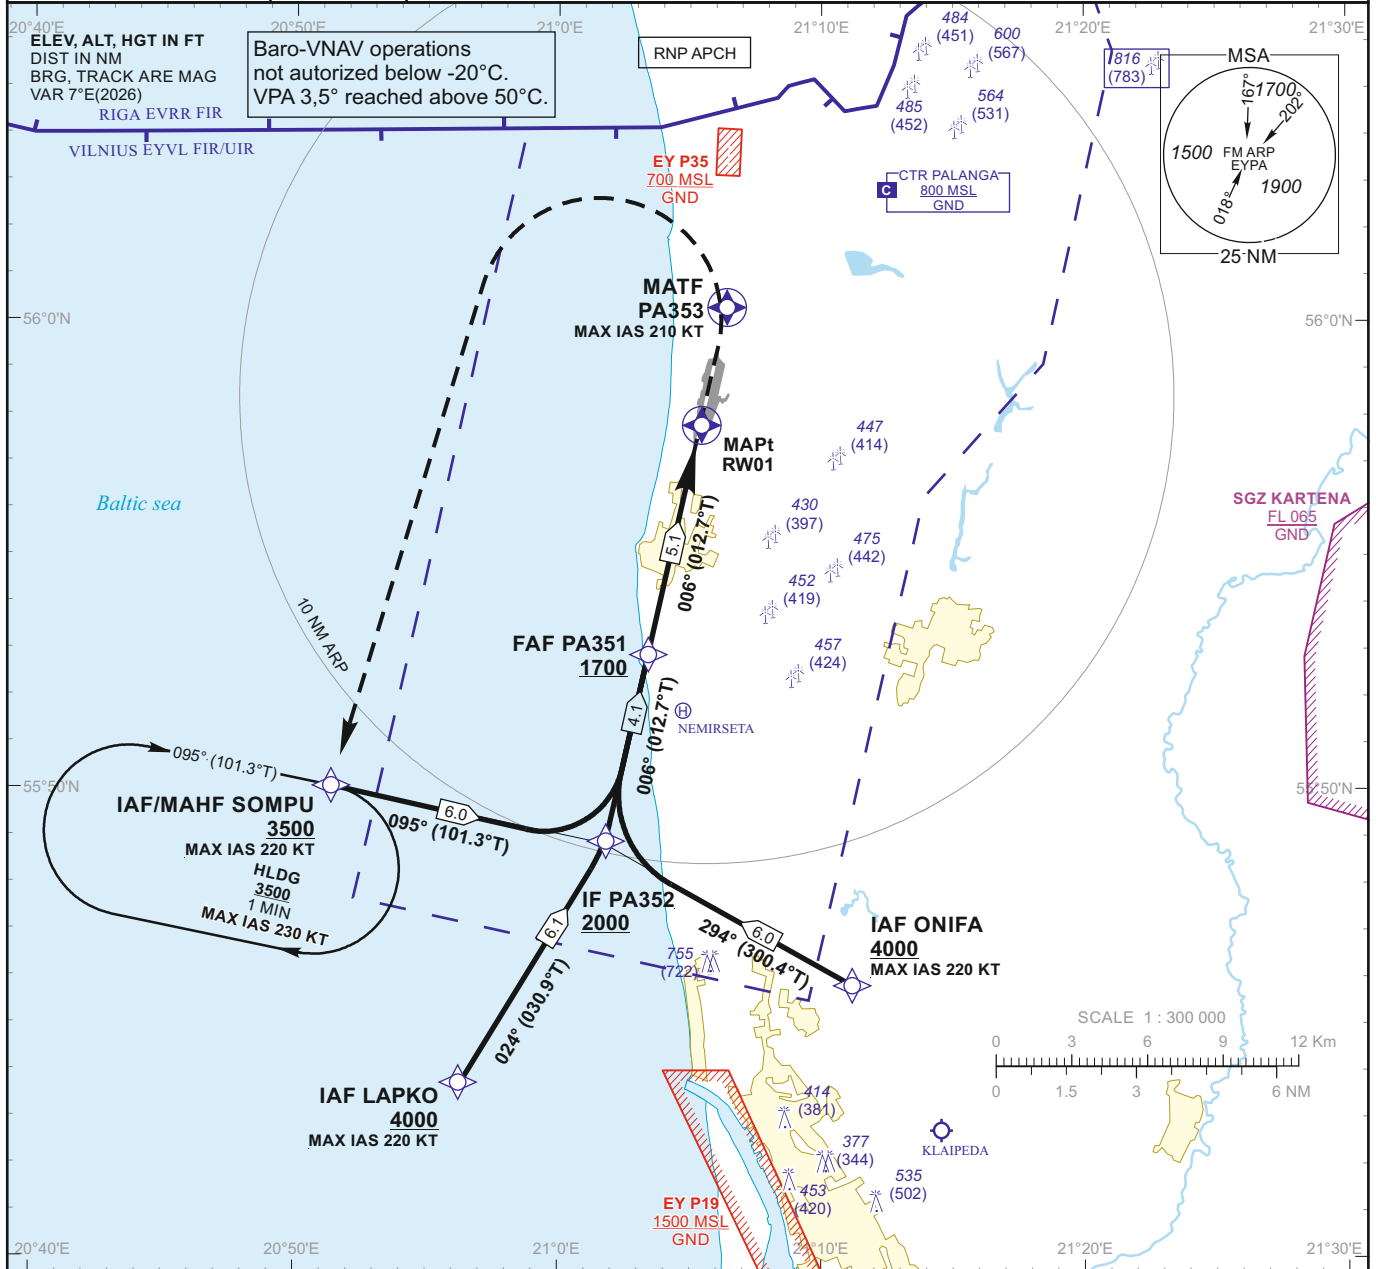 20°40'E
20°50'E
21°0'E
21°10'E
21°20'E
21°30'E
ELEV, ALT, HGT IN FT
DIST IN NM
BRG, TRACK ARE MAG
VAR 7°E(2026)
Baro-VNAV operations
not autorized below -20°C.
VPA 3,5° reached above 50°C.
RNP APCH
RIGA EVRR FIR
VILNIUS EYVL FIR/UIR
484
(451)
600
(567)
485
(452)
564
(531)
816
(783)
MSA
167°
1700
202°
1500
FM ARP
EYPA
1900
018°
25 NM
EY P35
700 MSL
GND
CTR PALANGA
C
800 MSL
GND
MATF
PA353
MAX IAS 210 KT
56°0'N
56°0'N
MAPt
RW01
447
(414)
430
(397)
475
(442)
452
(419)
457
(424)
Baltic sea
SGZ KARTENA
FL 065
GND
5.1
006° (012.7°T)
10 NM ARP
FAF PA351
1700
4.1
006° (012.7°T)
H
NEMIRSETA
095° (101.3°T)
55°50'N
55°50'N
IAF/MAHF SOMPU
3500
MAX IAS 220 KT
HLDG
3500
1 MIN
MAX IAS 230 KT
6.0
095° (101.3°T)
IF PA352
2000
6.1
024° (030.9°T)
6.0
294° (300.4°T)
IAF ONIFA
4000
MAX IAS 220 KT
755
(722)
IAF LAPKO
4000
MAX IAS 220 KT
SCALE 1 : 300 000
0 3 6 9 12 Km
0 1.5 3 6 NM
414
(381)
377
(344)
453
(420)
535
(502)
KLAIPEDA
EY P19
1500 MSL
GND
20°40'E
20°50'E
21°0'E
21°10'E
21°20'E
21°30'E